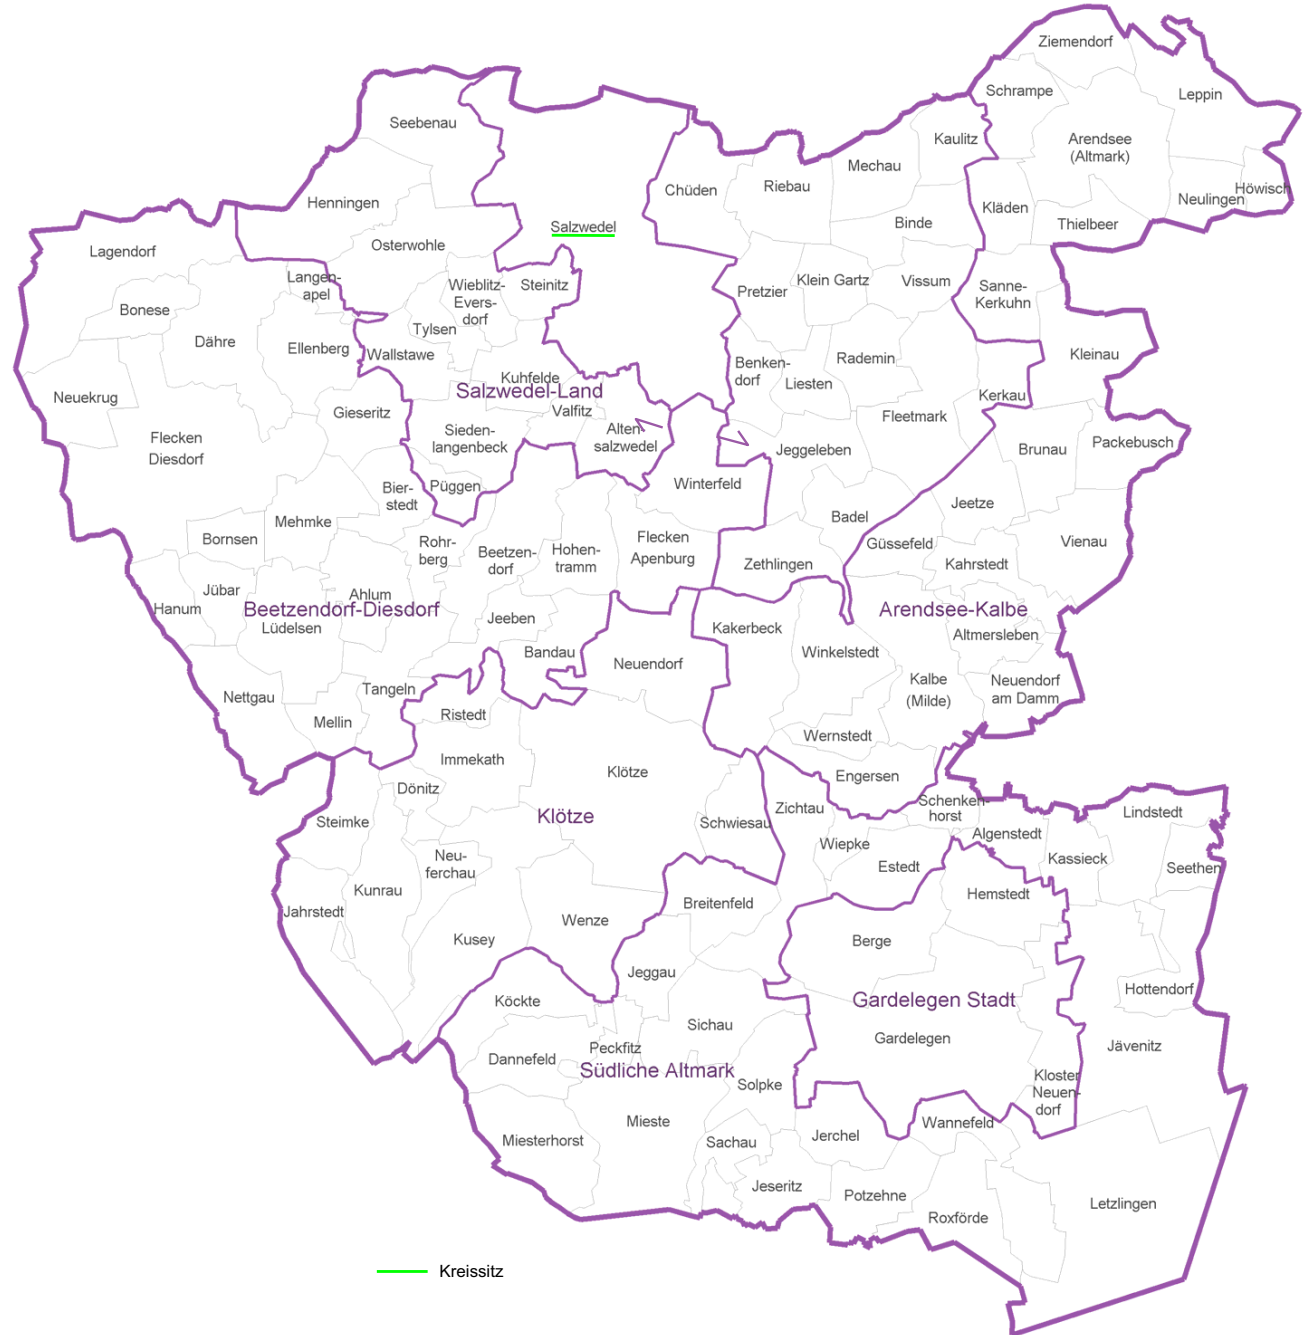 Ziemendorf
Schrampe
Leppin
Seebenau
Kaulitz
Arendsee
(Altmark)
Mechau
Riebau
Chüden
Höwisch
Neulingen
Henningen
Kläden
Thielbeer
Binde
Salzwedel
Lagendorf
Osterwohle
Langen-
apel
Wieblitz-
Evers-
dorf
Steinitz
Klein Gartz
Vissum
Pretzier
Sanne-
Kerkuhn
Bonese
Tylsen
Dähre
Ellenberg
Wallstawe
Kleinau
Rademin
Benken-
dorf
Liesten
Kuhfelde
Salzwedel-Land
Kerkau
Neuekrug
Gieseritz
Valfitz
Fleetmark
Flecken
Diesdorf
Sieden-
langenbeck
Alten-
salzwedel
Jeggeleben
Brunau
Packebusch
Bier-
stedt
Püggen
Winterfeld
Jeetze
Badel
Mehmke
Bornsen
Rohr-
berg
Beetzen-
dorf
Hohen-
tramm
Flecken
Apenburg
Güssefeld
Vienau
Zethlingen
Kahrstedt
Jübar
Ahlum
Hanum
Beetzendorf-Diesdorf
Lüdelsen
Arendsee-Kalbe
Jeeben
Kakerbeck
Altmersleben
Bandau
Neuendorf
Winkelstedt
Kalbe
(Milde)
Neuendorf
am Damm
Tangeln
Nettgau
Mellin
Ristedt
Wernstedt
Immekath
Klötze
Engersen
Dönitz
Schenken-
horst
Zichtau
Lindstedt
Steimke
Klötze
Schwiesau
Algenstedt
Wiepke
Kassieck
Neu-
ferchau
Estedt
Seethen
Kunrau
Hemstedt
Jahrstedt
Breitenfeld
Wenze
Kusey
Berge
Jeggau
Hottendorf
Köckte
Gardelegen Stadt
Sichau
Gardelegen
Peckfitz
Jävenitz
Dannefeld
Südliche Altmark
Solpke
Kloster
Neuen-
dorf
Mieste
Wannefeld
Miesterhorst
Sachau
Jerchel
Jeseritz
Potzehne
Letzlingen
Roxförde
Kreissitz